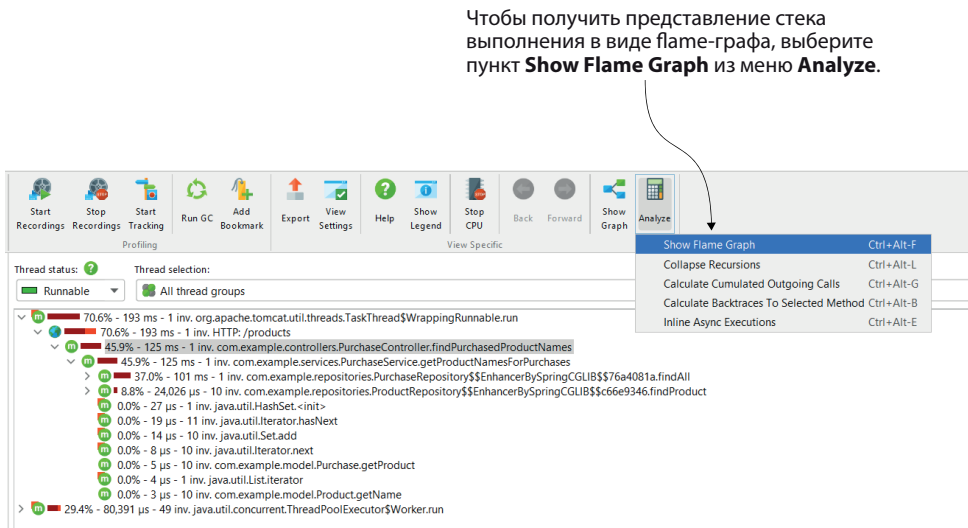 Чтобы получить представление стека
выполнения в виде flame-графа, выберите
пункт Show Flame Graph из меню Analyze.
Start Recordings
Stop Recordings
Start Tracking
Run GC
Add Bookmark
Export
View Settings
Help
Show Legend
Stop CPU
Back
Forward
Show Graph
Analyze
Profiling
View Specific
Show Flame Graph Ctrl+Alt-F
Collapse Recursions Ctrl+Alt-L
Calculate Cumulated Outgoing Calls Ctrl+Alt-G
Calculate Backtraces To Selected Method Ctrl+Alt-B
Inline Async Executions Ctrl+Alt-E
Thread status: Thread selection:
Runnable All thread groups
70.6% - 193 ms - 1 inv. org.apache.tomcat.util.threads.TaskThread$WrappingRunnable.run
70.6% - 193 ms - 1 inv. HTTP: /products
45.9% - 125 ms - 1 inv. com.example.controllers.PurchaseController.findPurchasedProductNames
45.9% - 125 ms - 1 inv. com.example.services.PurchaseService.getProductNamesForPurchases
37.0% - 101 ms - 1 inv. com.example.repositories.PurchaseRepository$$EnhancerBySpringCGLIB$$76a4081a.findAll
8.8% - 24,026 µs - 10 inv. com.example.repositories.ProductRepository$$EnhancerBySpringCGLIB$$c66e9346.findProduct
0.0% - 27 µs - 1 inv. java.util.HashSet.<init>
0.0% - 19 µs - 11 inv. java.util.Iterator.hasNext
0.0% - 14 µs - 10 inv. java.util.Set.add
0.0% - 8 µs - 10 inv. java.util.Iterator.next
0.0% - 5 µs - 10 inv. com.example.model.Purchase.getProduct
0.0% - 4 µs - 1 inv. java.util.List.iterator
0.0% - 3 µs - 10 inv. com.example.model.Product.getName
29.4% - 80,391 µs - 49 inv. java.util.concurrent.ThreadPoolExecutor$Worker.run